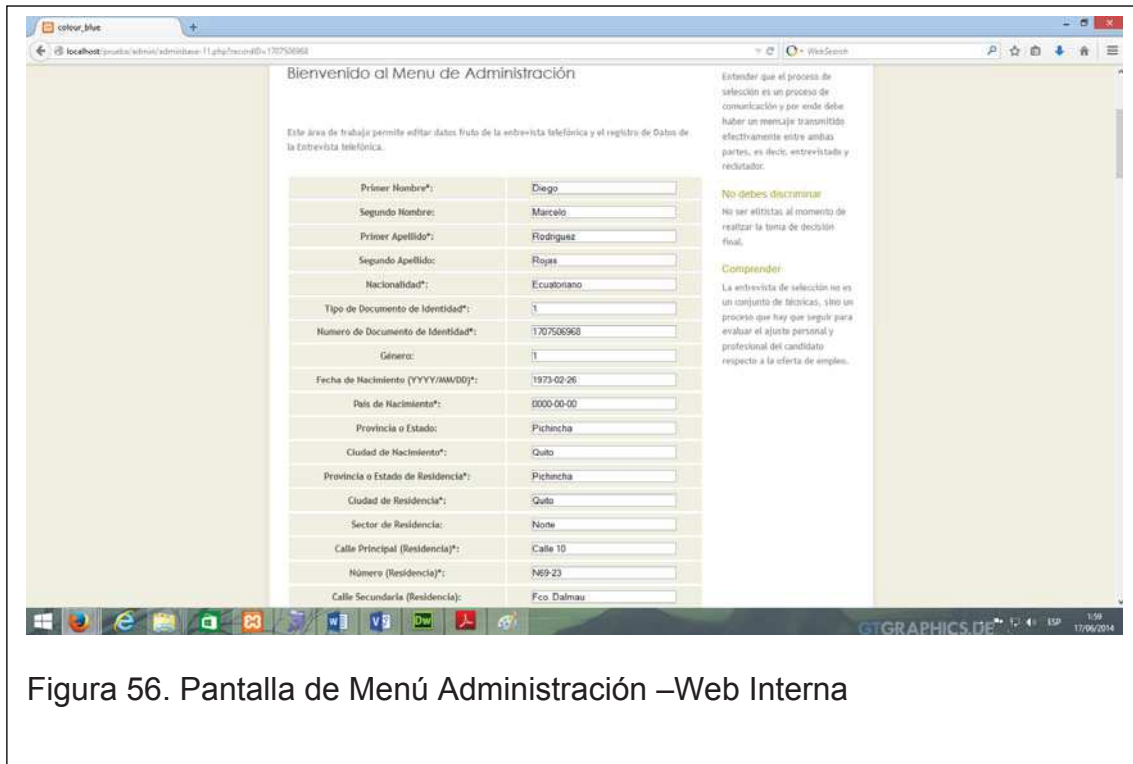 colour_blue
localhost/prueba/admin/adminbase-11.php?recordID=1707506968
WebSearch
Bienvenido al Menu de Administración
Este área de trabajo permite editar datos fruto de la entrevista telefónica y el registro de Datos de
la Entrevista telefónica.
Primer Nombre*: Diego
Segundo Nombre: Marcelo
Primer Apellido*: Rodriguez
Segundo Apellido: Rojas
Nacionalidad*: Ecuatoriano
Tipo de Documento de Identidad*: 1
Numero de Documento de Identidad*: 1707506968
Género: 1
Fecha de Nacimiento (YYYY/MM/DD)*: 1973-02-26
País de Nacimiento*: 0000-00-00
Provincia o Estado: Pichincha
Ciudad de Nacimiento*: Quito
Provincia o Estado de Residencia*: Pichincha
Ciudad de Residencia*: Quito
Sector de Residencia: Norte
Calle Principal (Residencia)*: Calle 10
Número (Residencia)*: N69-23
Calle Secundaria (Residencia): Fco. Dalmau
Entender que el proceso de
selección es un proceso de
comunicación y por ende debe
haber un mensaje transmitido
efectivamente entre ambas
partes, es decir, entrevistado y
reclutador.
No debes discriminar
No ser elitistas al momento de
realizar la toma de decisión
final.
Comprender
La entrevista de selección no es
un conjunto de técnicas, sino un
proceso que hay que seguir para
evaluar el ajuste personal y
profesional del candidato
respecto a la oferta de empleo.
GTGRAPHICS.DE
ESP
1:59
17/06/2014
Figura 56. Pantalla de Menú Administración –Web Interna